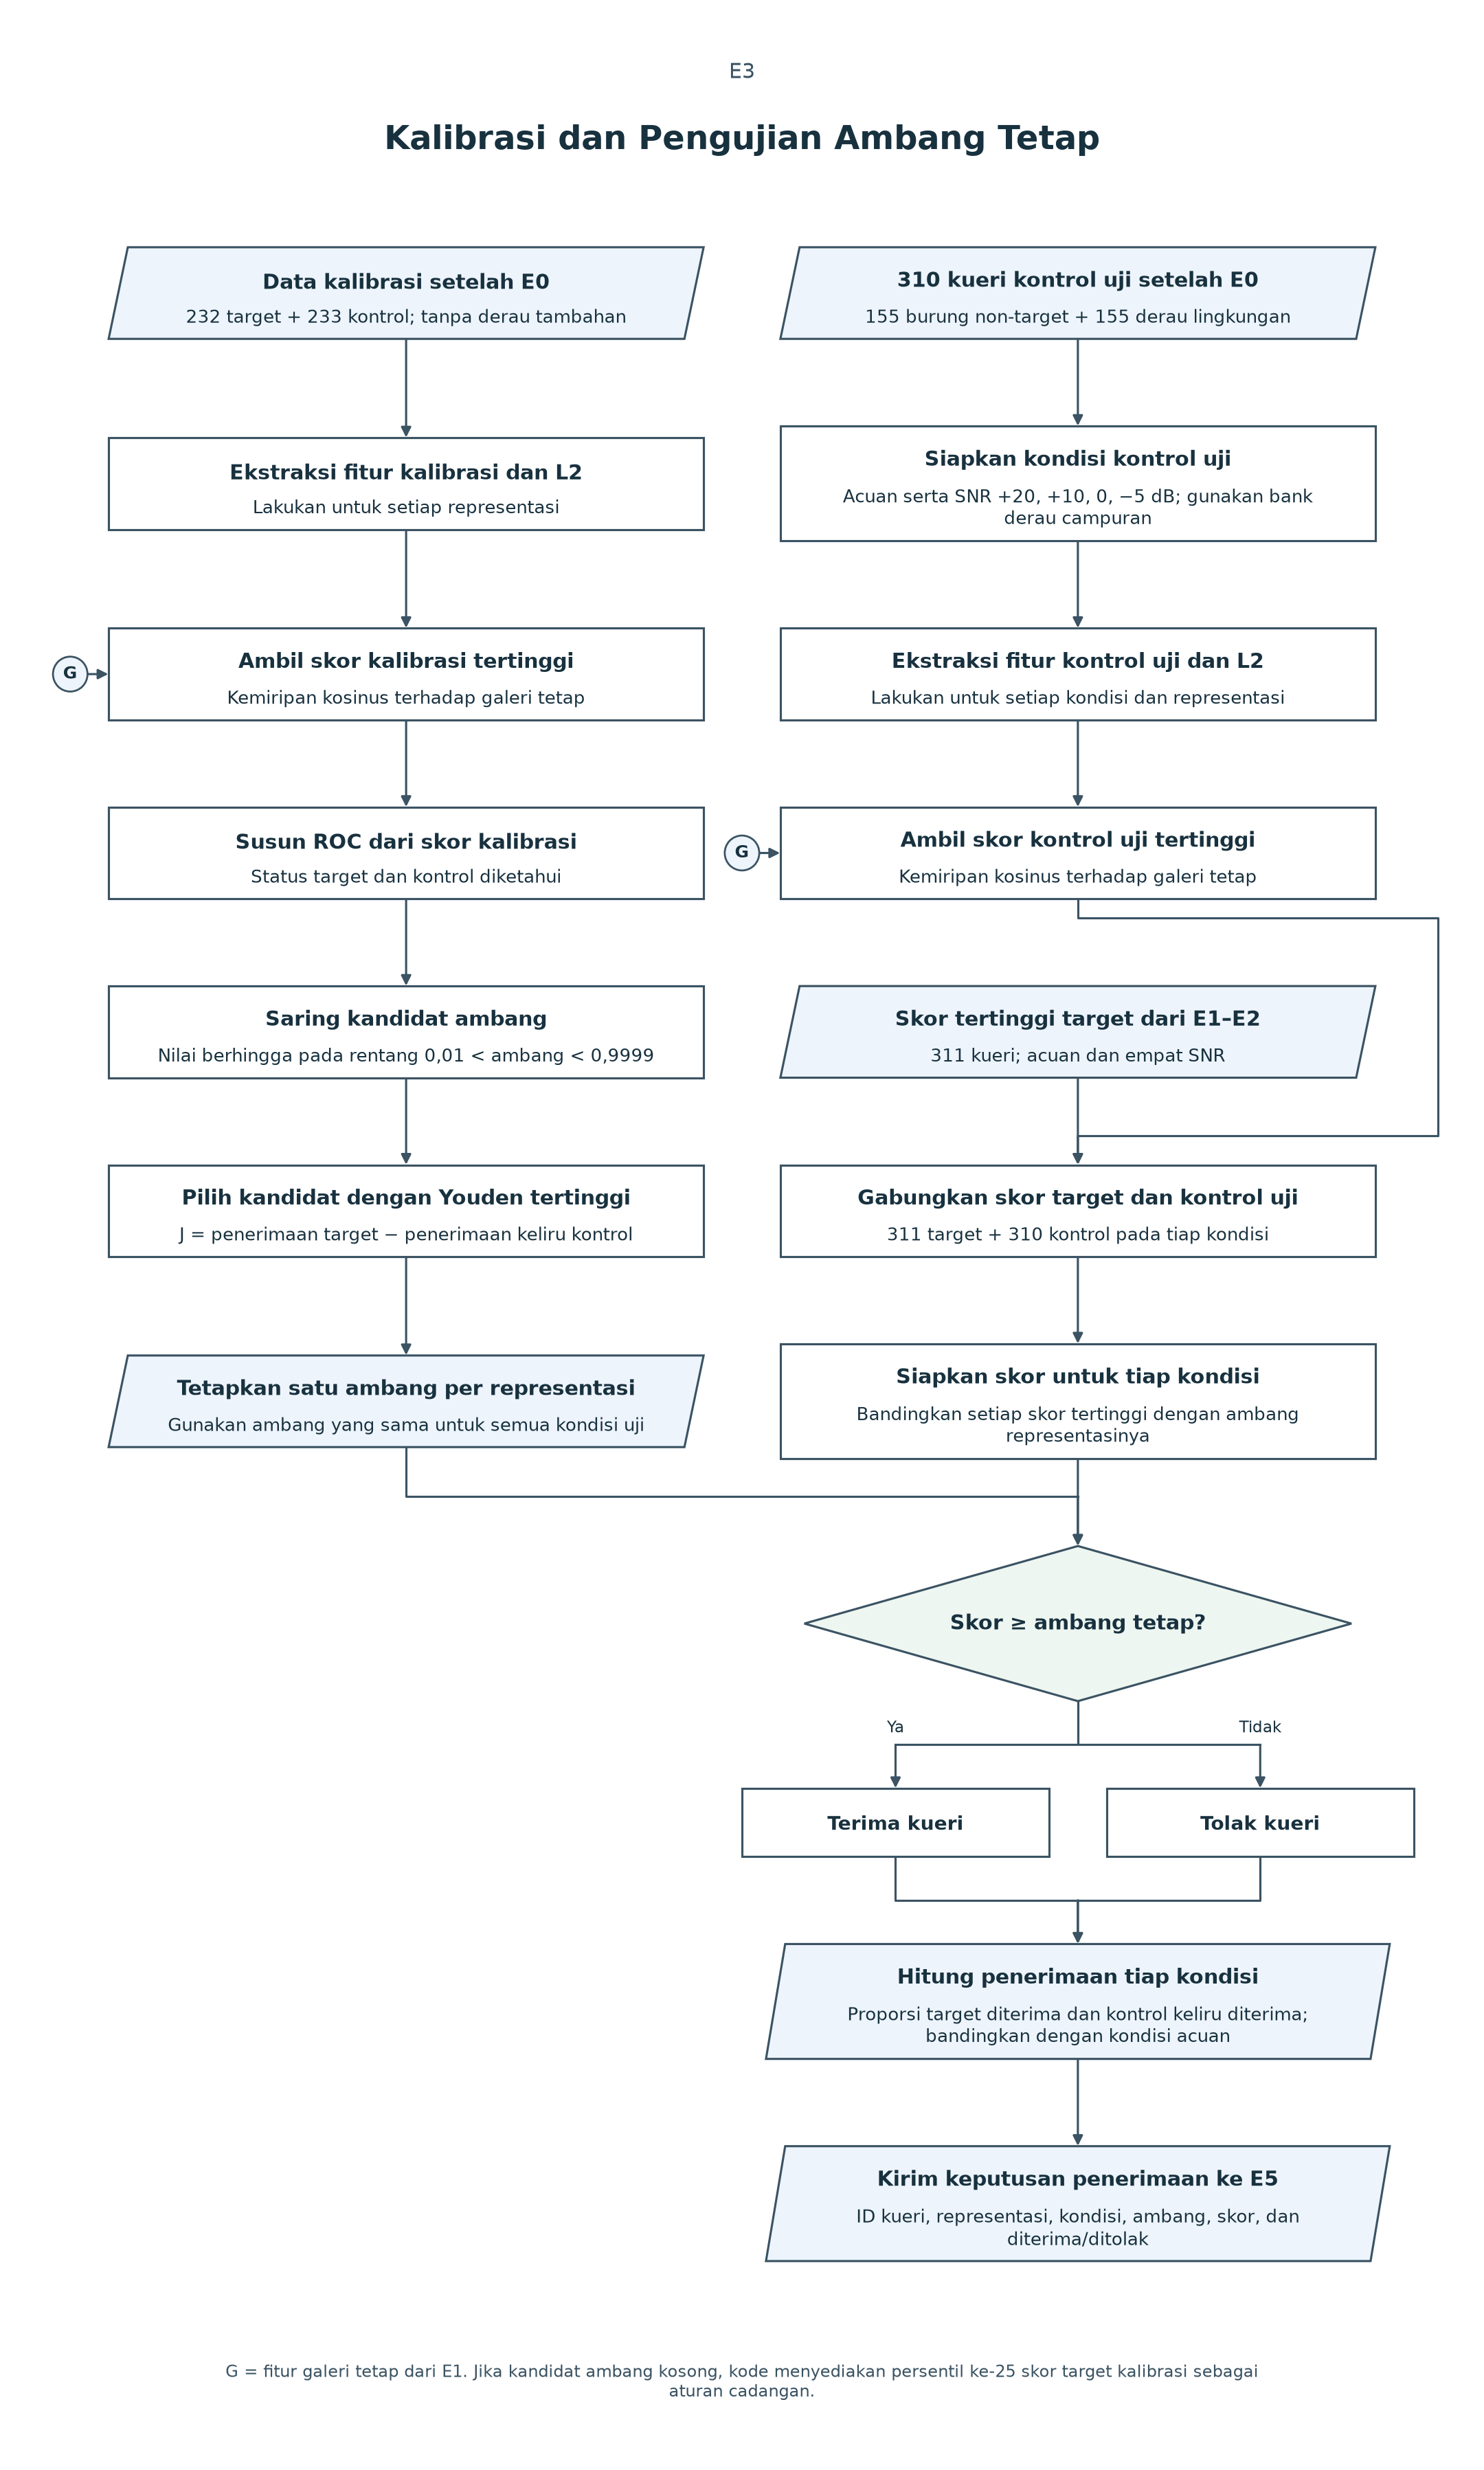 E3
Kalibrasi dan Pengujian Ambang Tetap
Data kalibrasi setelah E0
232 target + 233 kontrol; tanpa derau tambahan
Ekstraksi fitur kalibrasi dan L2
Lakukan untuk setiap representasi
G
Ambil skor kalibrasi tertinggi
Kemiripan kosinus terhadap galeri tetap
Susun ROC dari skor kalibrasi
Status target dan kontrol diketahui
Saring kandidat ambang
Nilai berhingga pada rentang 0,01 < ambang < 0,9999
Pilih kandidat dengan Youden tertinggi
J = penerimaan target − penerimaan keliru kontrol
Tetapkan satu ambang per representasi
Gunakan ambang yang sama untuk semua kondisi uji
310 kueri kontrol uji setelah E0
155 burung non-target + 155 derau lingkungan
Siapkan kondisi kontrol uji
Acuan serta SNR +20, +10, 0, −5 dB; gunakan bank
derau campuran
Ekstraksi fitur kontrol uji dan L2
Lakukan untuk setiap kondisi dan representasi
G
Ambil skor kontrol uji tertinggi
Kemiripan kosinus terhadap galeri tetap
Skor tertinggi target dari E1–E2
311 kueri; acuan dan empat SNR
Gabungkan skor target dan kontrol uji
311 target + 310 kontrol pada tiap kondisi
Siapkan skor untuk tiap kondisi
Bandingkan setiap skor tertinggi dengan ambang
representasinya
Skor ≥ ambang tetap?
Ya
Tidak
Terima kueri
Tolak kueri
Hitung penerimaan tiap kondisi
Proporsi target diterima dan kontrol keliru diterima;
bandingkan dengan kondisi acuan
Kirim keputusan penerimaan ke E5
ID kueri, representasi, kondisi, ambang, skor, dan
diterima/ditolak
G = fitur galeri tetap dari E1. Jika kandidat ambang kosong, kode menyediakan persentil ke-25 skor target kalibrasi sebagai
aturan cadangan.